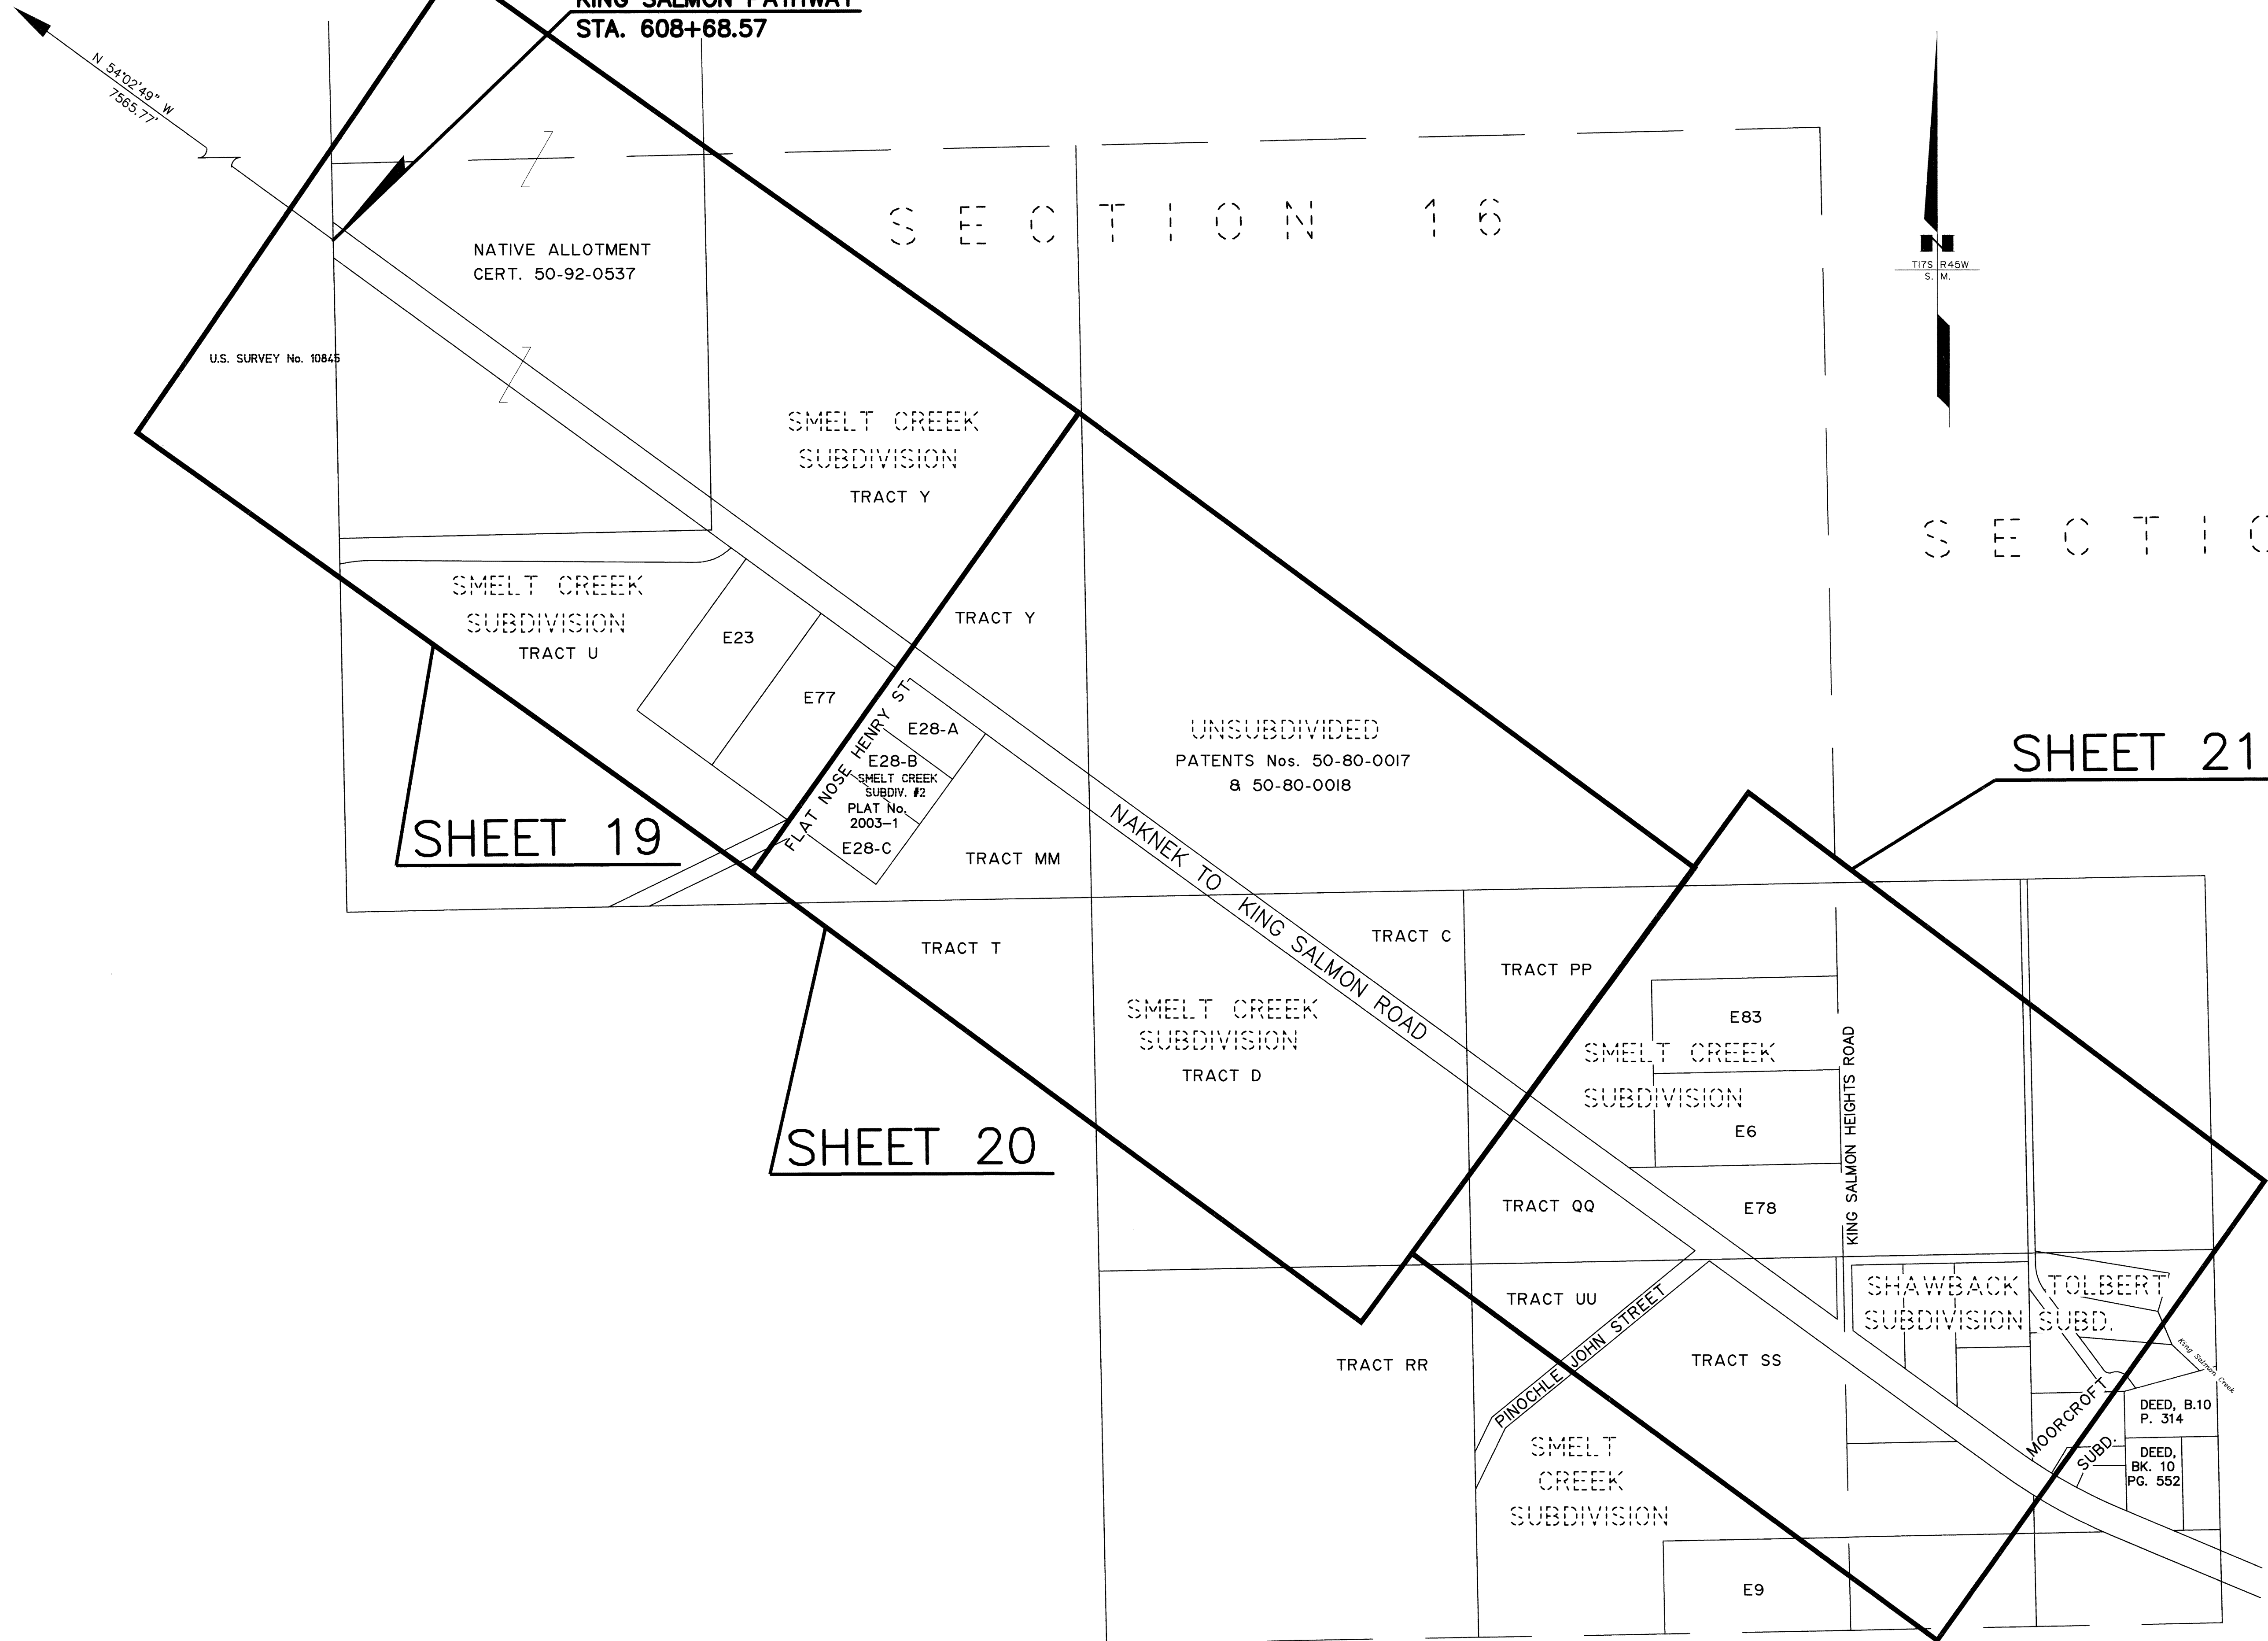 KING SALMON PATHWAY
STA. 608+68.57
N 54°02'49" W
7565.77'
SECTION 16
N
T17S R45W
S. M.
NATIVE ALLOTMENT
CERT. 50-92-0537
U.S. SURVEY No. 10845
SMELT CREEK
SUBDIVISION
TRACT Y
SECTIO
SMELT CREEK
SUBDIVISION
TRACT U
E23
E77
TRACT Y
FLAT NOSE HENRY ST
E28-A
E28-B
SMELT CREEK
SUBDIV. #2
PLAT No.
2003-1
E28-C
UNSUBDIVIDED
PATENTS Nos. 50-80-0017
& 50-80-0018
SHEET 21
SHEET 19
TRACT MM
NAKNEK TO KING SALMON ROAD
TRACT T
TRACT C
TRACT PP
SMELT CREEK
SUBDIVISION
TRACT D
E83
SMELT CREEK
SUBDIVISION
E6
KING SALMON HEIGHTS ROAD
SHEET 20
TRACT QQ
E78
TRACT UU
PINOCHLE JOHN STREET
SHAWBACK
SUBDIVISION
TOLBERT
SUBD.
King Salmon Creek
TRACT RR
TRACT SS
MOORCROFT
SUBD.
DEED, B.10
P. 314
DEED,
BK. 10
PG. 552
SMELT
CREEK
SUBDIVISION
E9